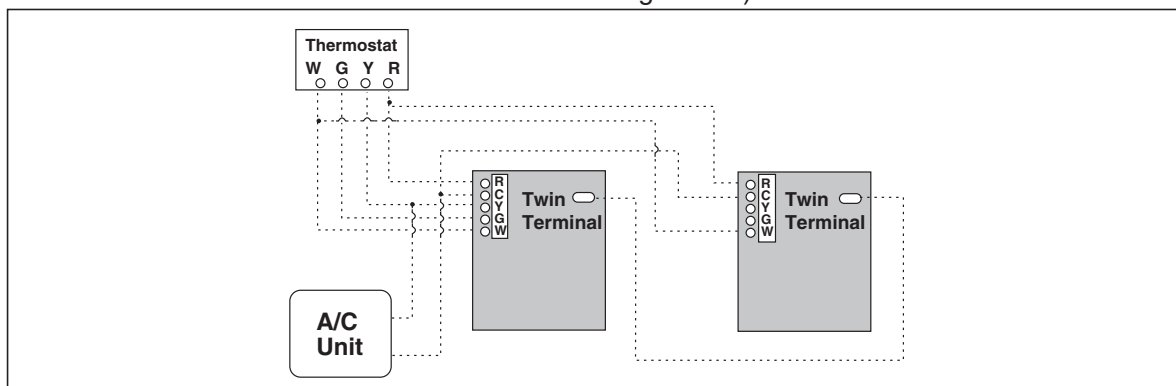 Thermostat
W G Y R
R
C
Y
G
W
Twin
Terminal
R
C
Y
G
W
Twin
Terminal
A/C
Unit